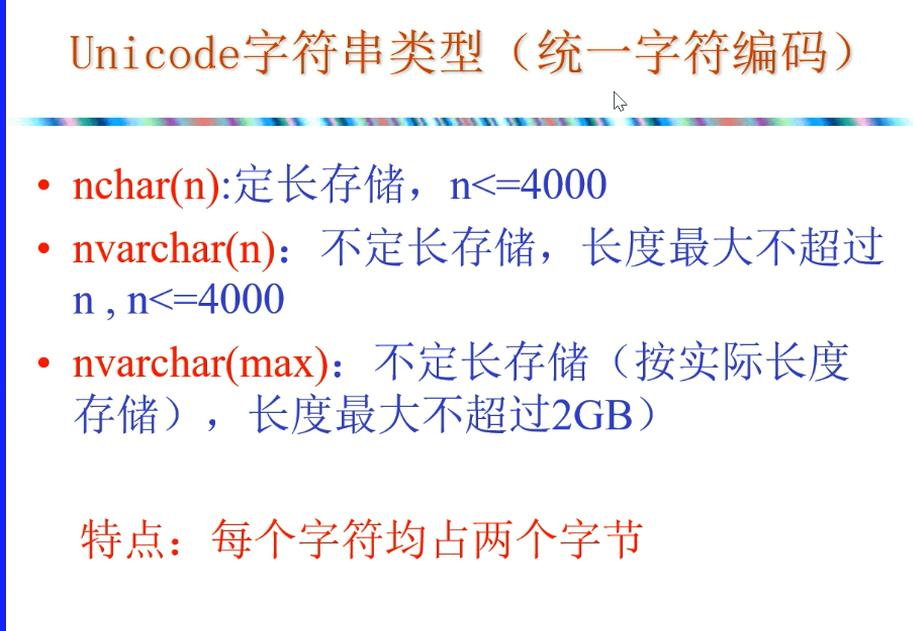 Unicode字符串类型（统一字符编码）
• nchar(n):定长存储，n<=4000
• nvarchar(n)：不定长存储，长度最大不超过
n , n<=4000
• nvarchar(max)：不定长存储（按实际长度
存储），长度最大不超过2GB）
特点：每个字符均占两个字节